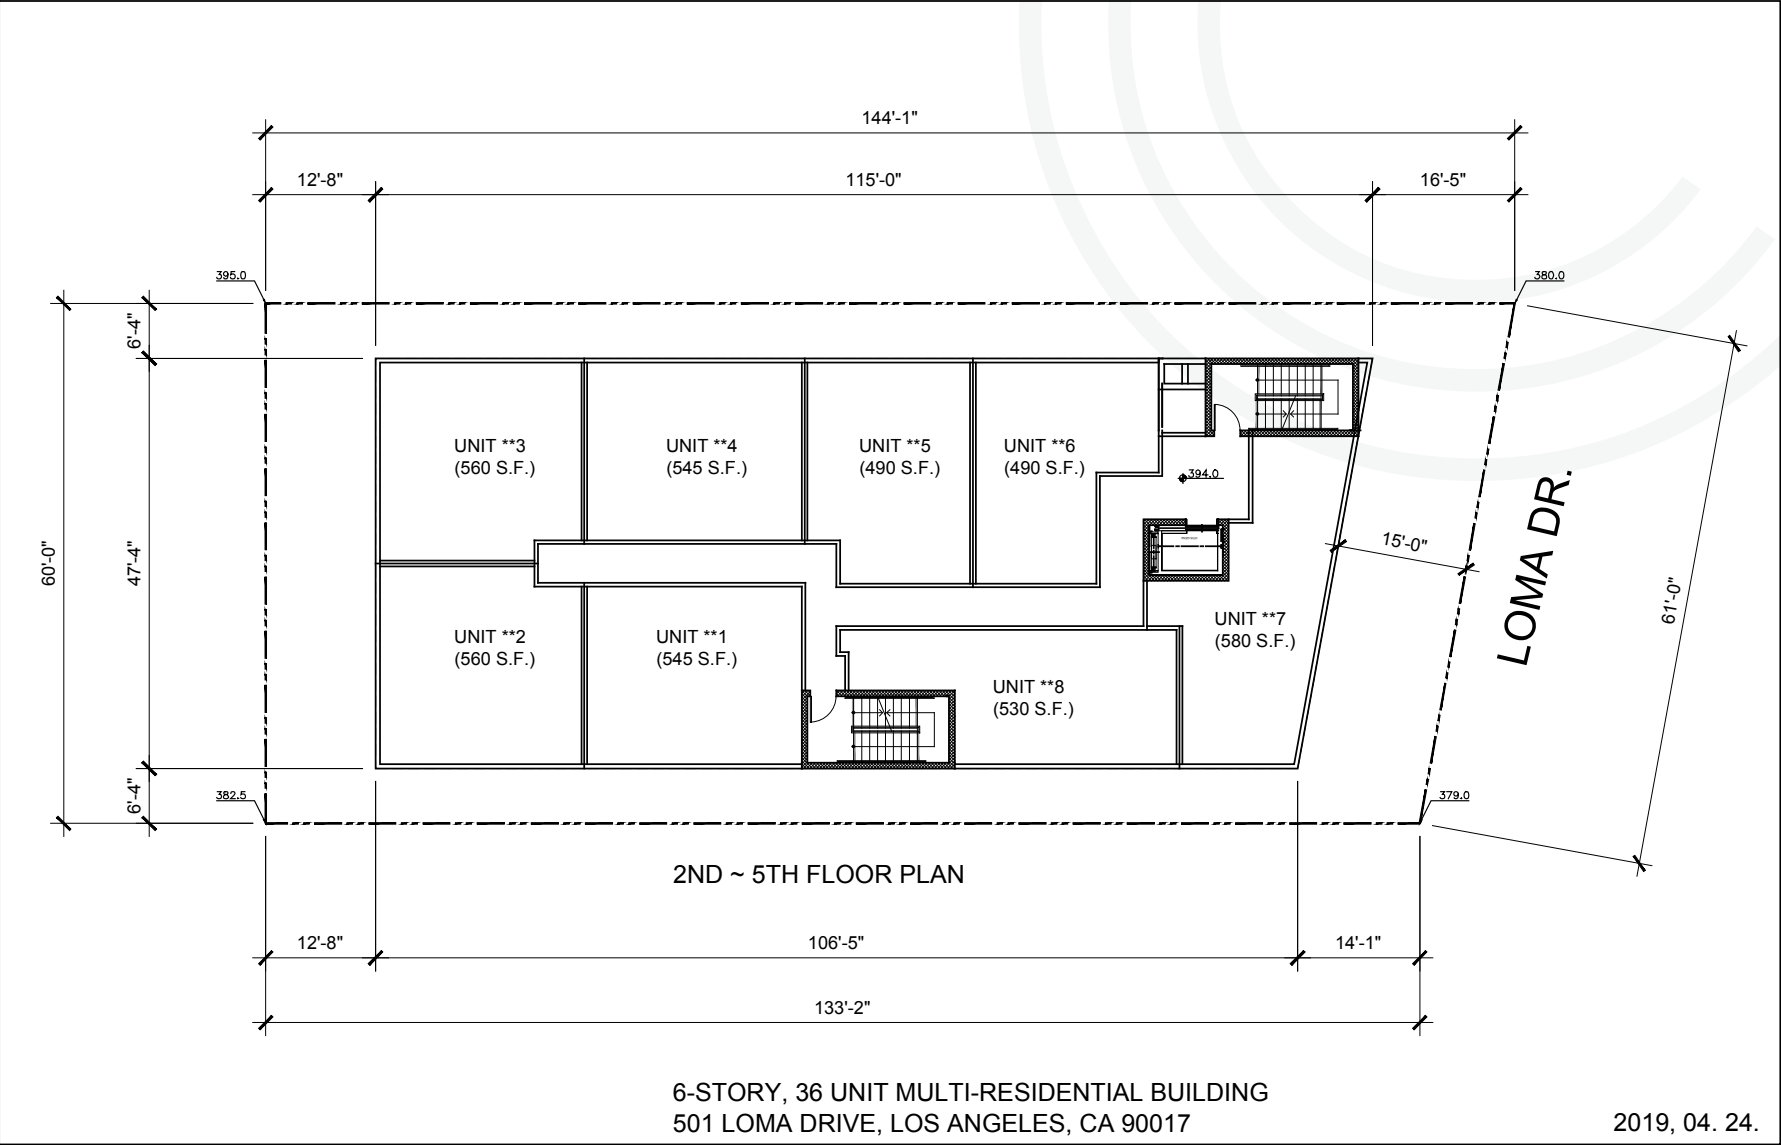 144'-1"
12'-8"
115'-0"
16'-5"
395.0
380.0
6'-4"
47'-4"
6'-4"
60'-0"
UNIT **3
(560 S.F.)
UNIT **4
(545 S.F.)
UNIT **5
(490 S.F.)
UNIT **6
(490 S.F.)
394.0
15'-0"
LOMA DR.
61'-0"
UNIT **2
(560 S.F.)
UNIT **1
(545 S.F.)
UNIT **7
(580 S.F.)
UNIT **8
(530 S.F.)
382.5
379.0
2ND ~ 5TH FLOOR PLAN
12'-8"
106'-5"
14'-1"
133'-2"
6-STORY, 36 UNIT MULTI-RESIDENTIAL BUILDING
501 LOMA DRIVE, LOS ANGELES, CA 90017
2019, 04. 24.